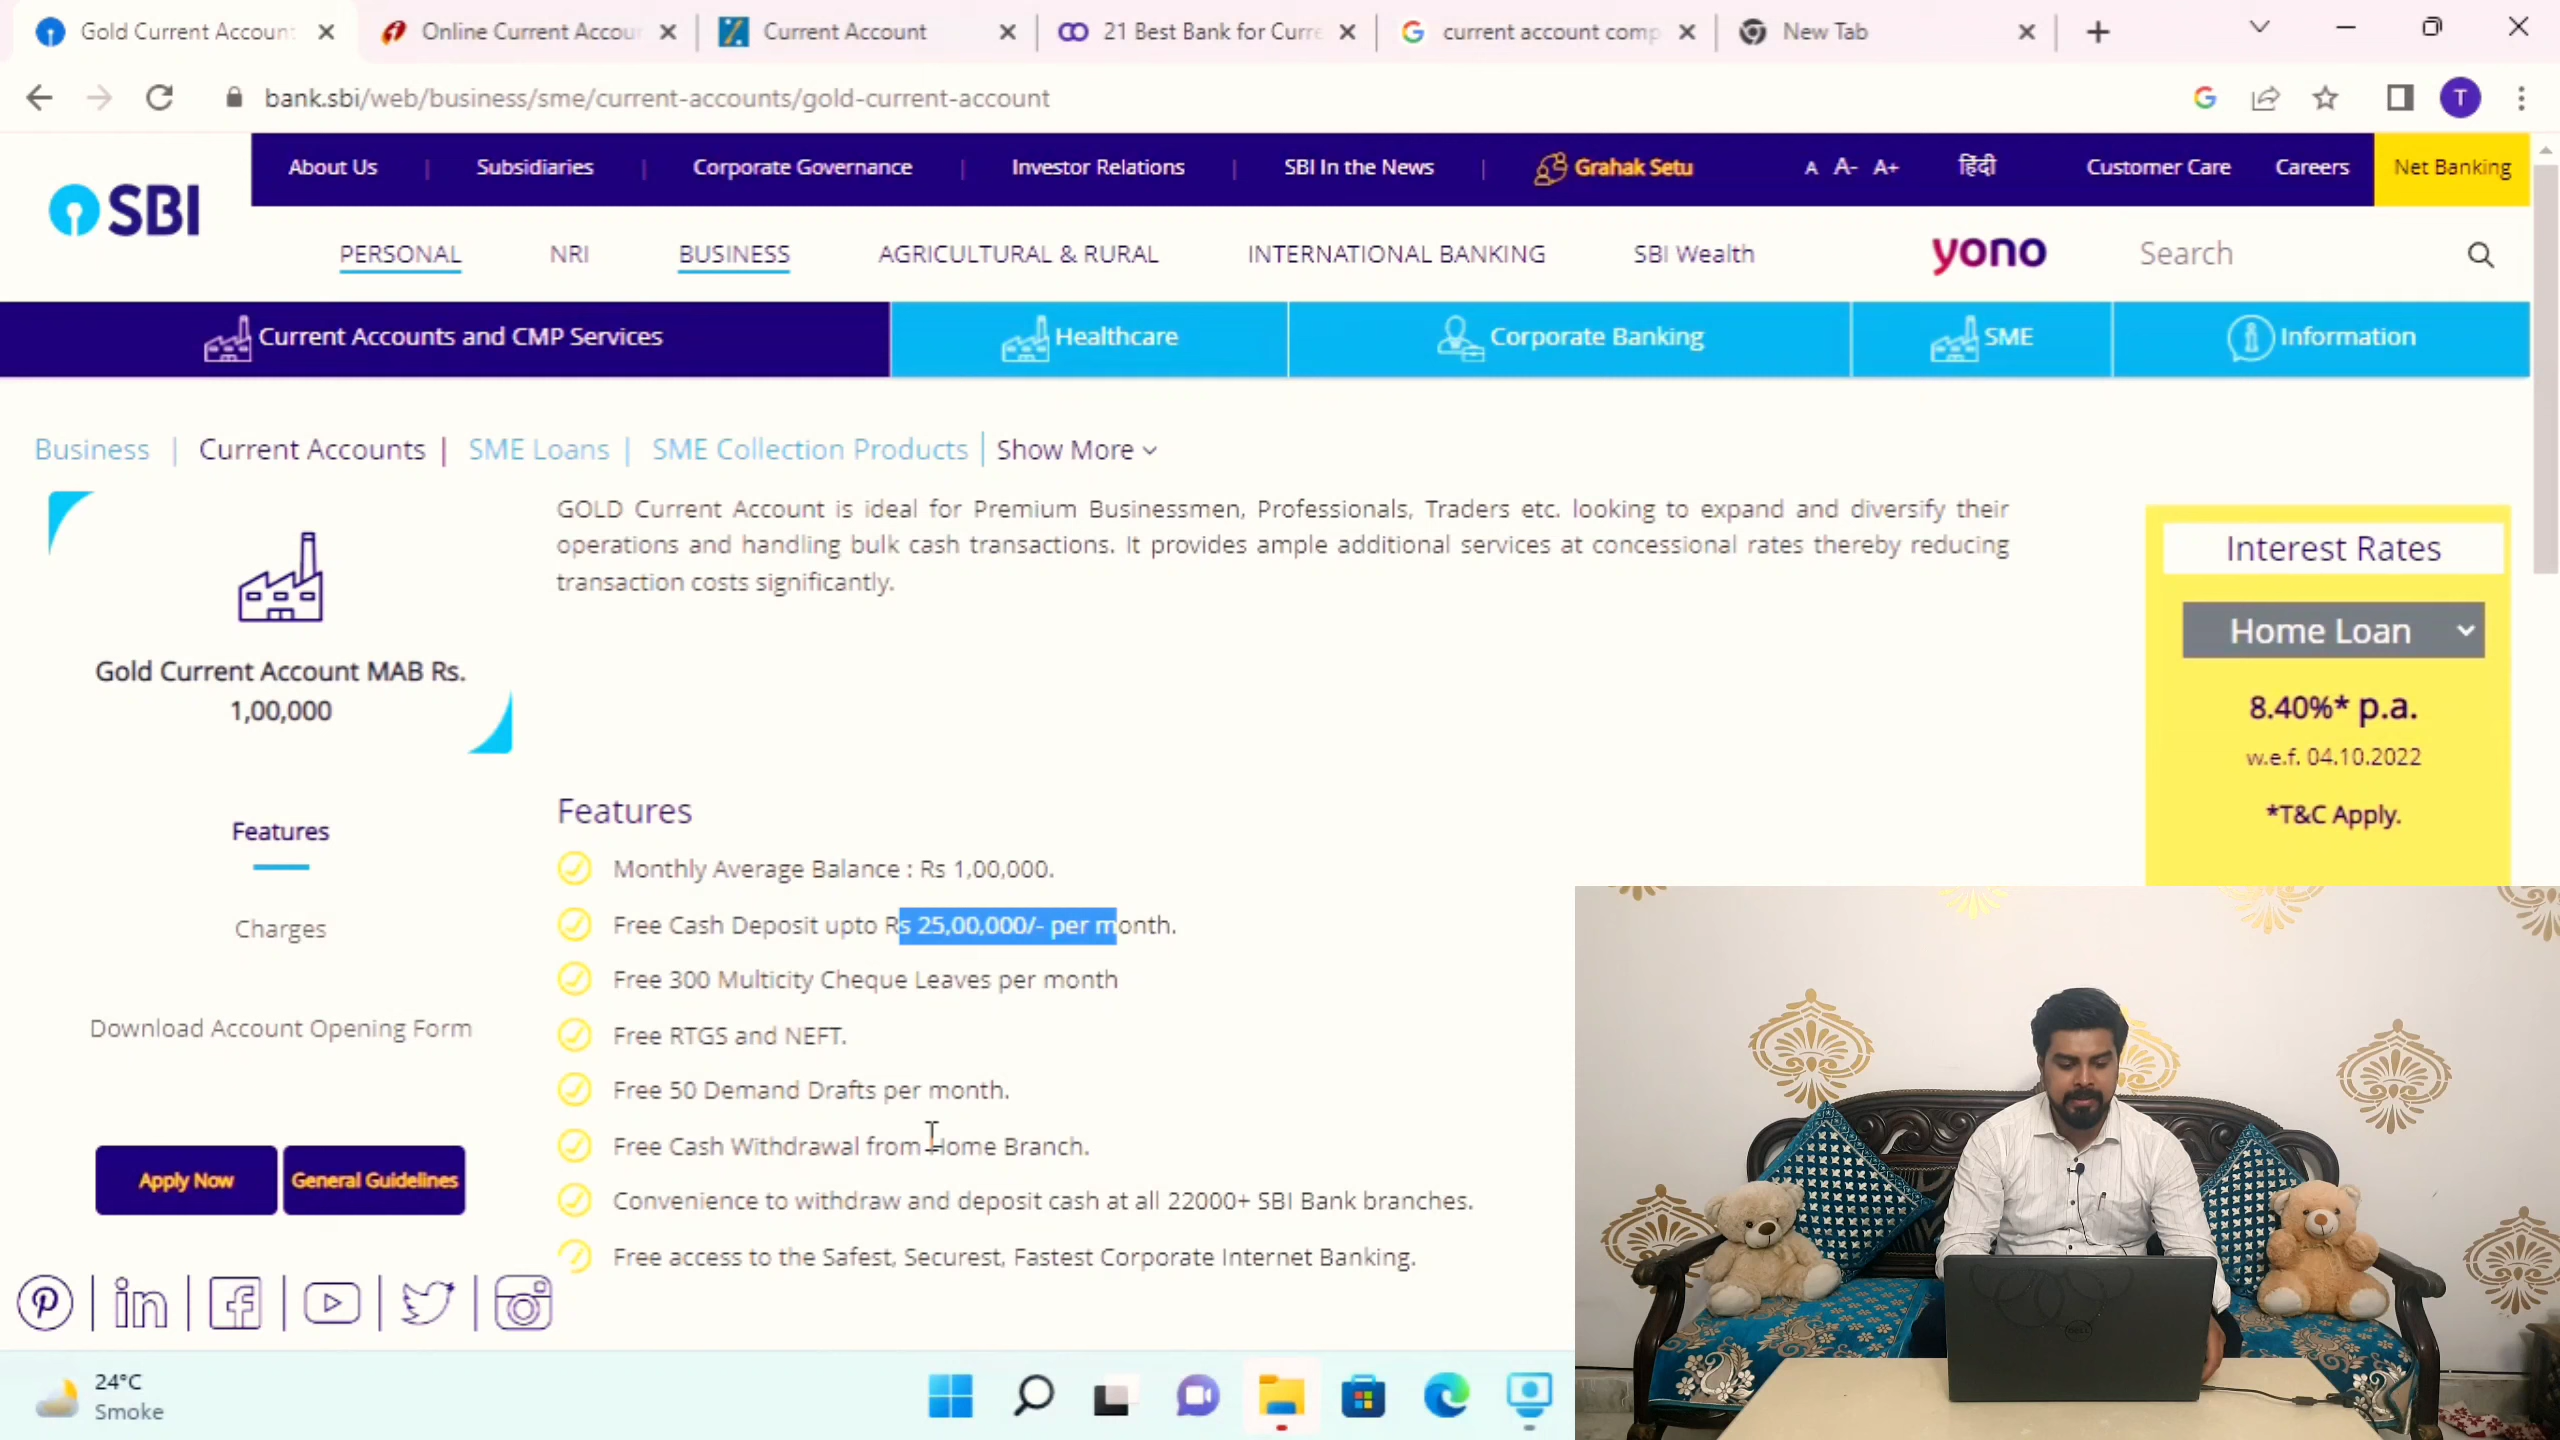 Gold Current Account
Online Current Accou
Current Account
21 Best Bank for Curre
current account comp
New Tab
bank.sbi/web/business/sme/current-accounts/gold-current-account
T
About Us
Subsidiaries
Corporate Governance
Investor Relations
SBI In the News
Grahak Setu
A A- A+
हिंदी
Customer Care
Careers
Net Banking
SBI
PERSONAL
NRI
BUSINESS
AGRICULTURAL & RURAL
INTERNATIONAL BANKING
SBI Wealth
yono
Search
Current Accounts and CMP Services
Healthcare
Corporate Banking
SME
Information
Business | Current Accounts | SME Loans | SME Collection Products | Show More
GOLD Current Account is ideal for Premium Businessmen, Professionals, Traders etc. looking to expand and diversify their
operations and handling bulk cash transactions. It provides ample additional services at concessional rates thereby reducing
transaction costs significantly.
Gold Current Account MAB Rs.
1,00,000
Features
Charges
Download Account Opening Form
Apply Now
General Guidelines
Features
Monthly Average Balance : Rs 1,00,000.
Free Cash Deposit upto Rs 25,00,000/- per month.
Free 300 Multicity Cheque Leaves per month
Free RTGS and NEFT.
Free 50 Demand Drafts per month.
Free Cash Withdrawal from Home Branch.
Convenience to withdraw and deposit cash at all 22000+ SBI Bank branches.
Free access to the Safest, Securest, Fastest Corporate Internet Banking.
Interest Rates
Home Loan
8.40%* p.a.
w.e.f. 04.10.2022
*T&C Apply.
24°C
Smoke
DELL